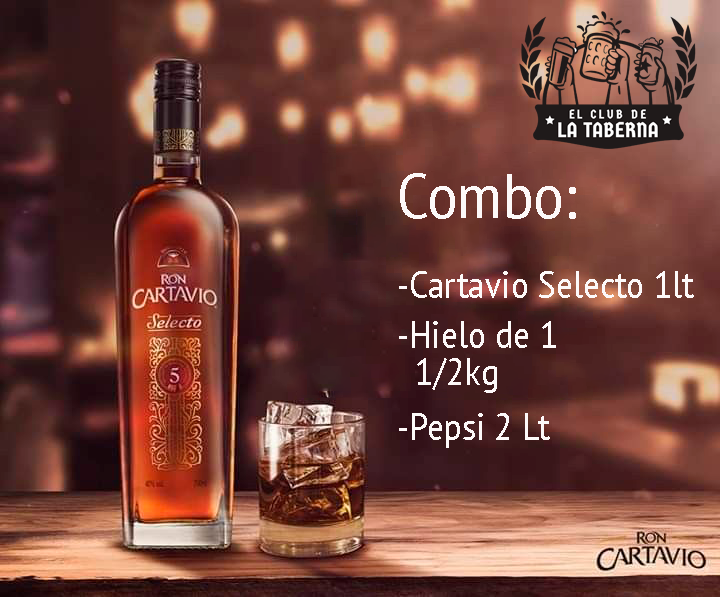 EL CLUB DE
LA TABERNA
Combo:
-Cartavio Selecto 1lt
-Hielo de 1
1/2kg
-Pepsi 2 Lt
RON
CARTAVIO
Selecto
5
RON
CARTAVIO